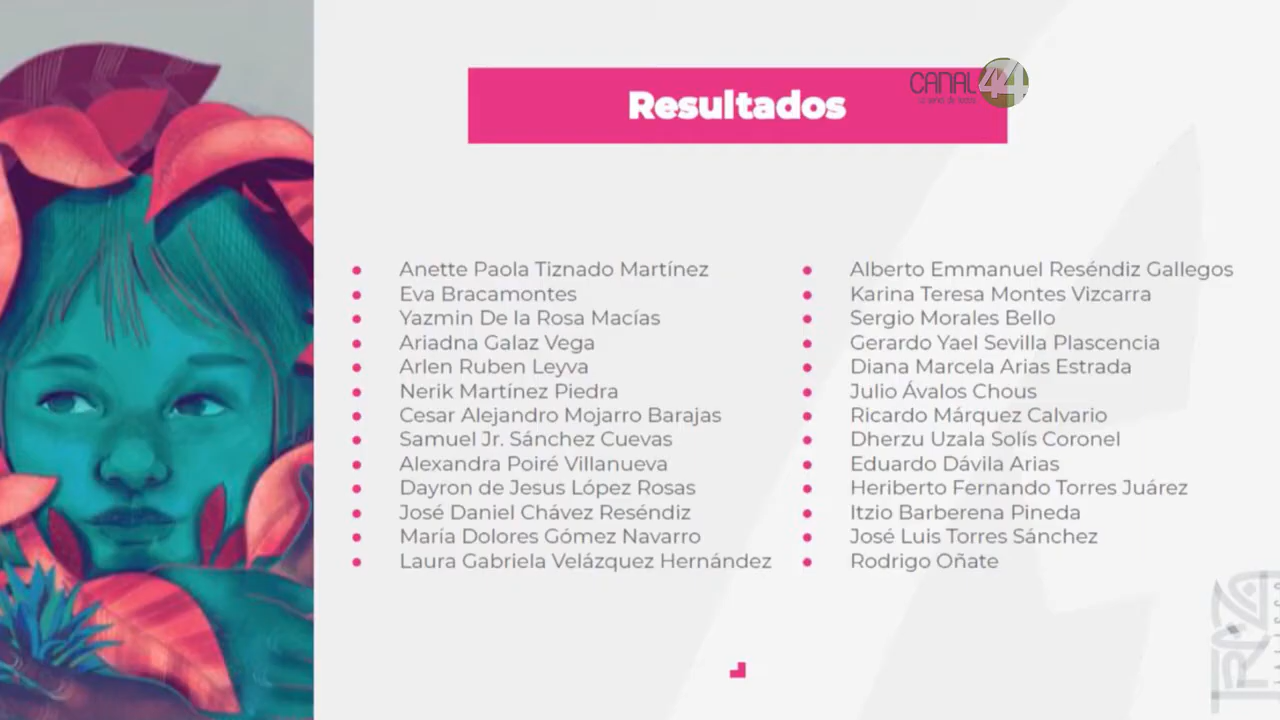 CANAL 44
Resultados
Anette Paola Tiznado Martínez
Eva Bracamontes
Yazmin De la Rosa Macías
Ariadna Galaz Vega
Arlen Ruben Leyva
Nerik Martínez Piedra
Cesar Alejandro Mojarro Barajas
Samuel Jr. Sánchez Cuevas
Alexandra Poiré Villanueva
Dayron de Jesus López Rosas
José Daniel Chávez Reséndiz
María Dolores Gómez Navarro
Laura Gabriela Velázquez Hernández
Alberto Emmanuel Reséndiz Gallegos
Karina Teresa Montes Vizcarra
Sergio Morales Bello
Gerardo Yael Sevilla Plascencia
Diana Marcela Arias Estrada
Julio Ávalos Chous
Ricardo Márquez Calvario
Dherzu Uzala Solís Coronel
Eduardo Dávila Arias
Heriberto Fernando Torres Juárez
Itzio Barberena Pineda
José Luis Torres Sánchez
Rodrigo Oñate